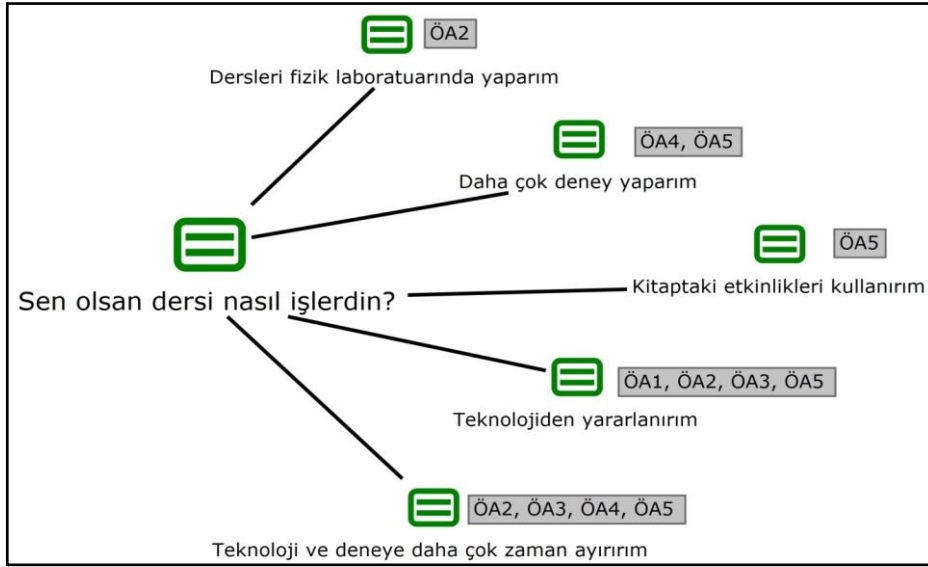 ÖA2
Dersleri fizik laboratuarında yaparım
ÖA4, ÖA5
Daha çok deney yaparım
ÖA5
Kitaptaki etkinlikleri kullanırım
Sen olsan dersi nasıl işlerdin?
ÖA1, ÖA2, ÖA3, ÖA5
Teknolojiden yararlanırım
ÖA2, ÖA3, ÖA4, ÖA5
Teknoloji ve deneye daha çok zaman ayırırım